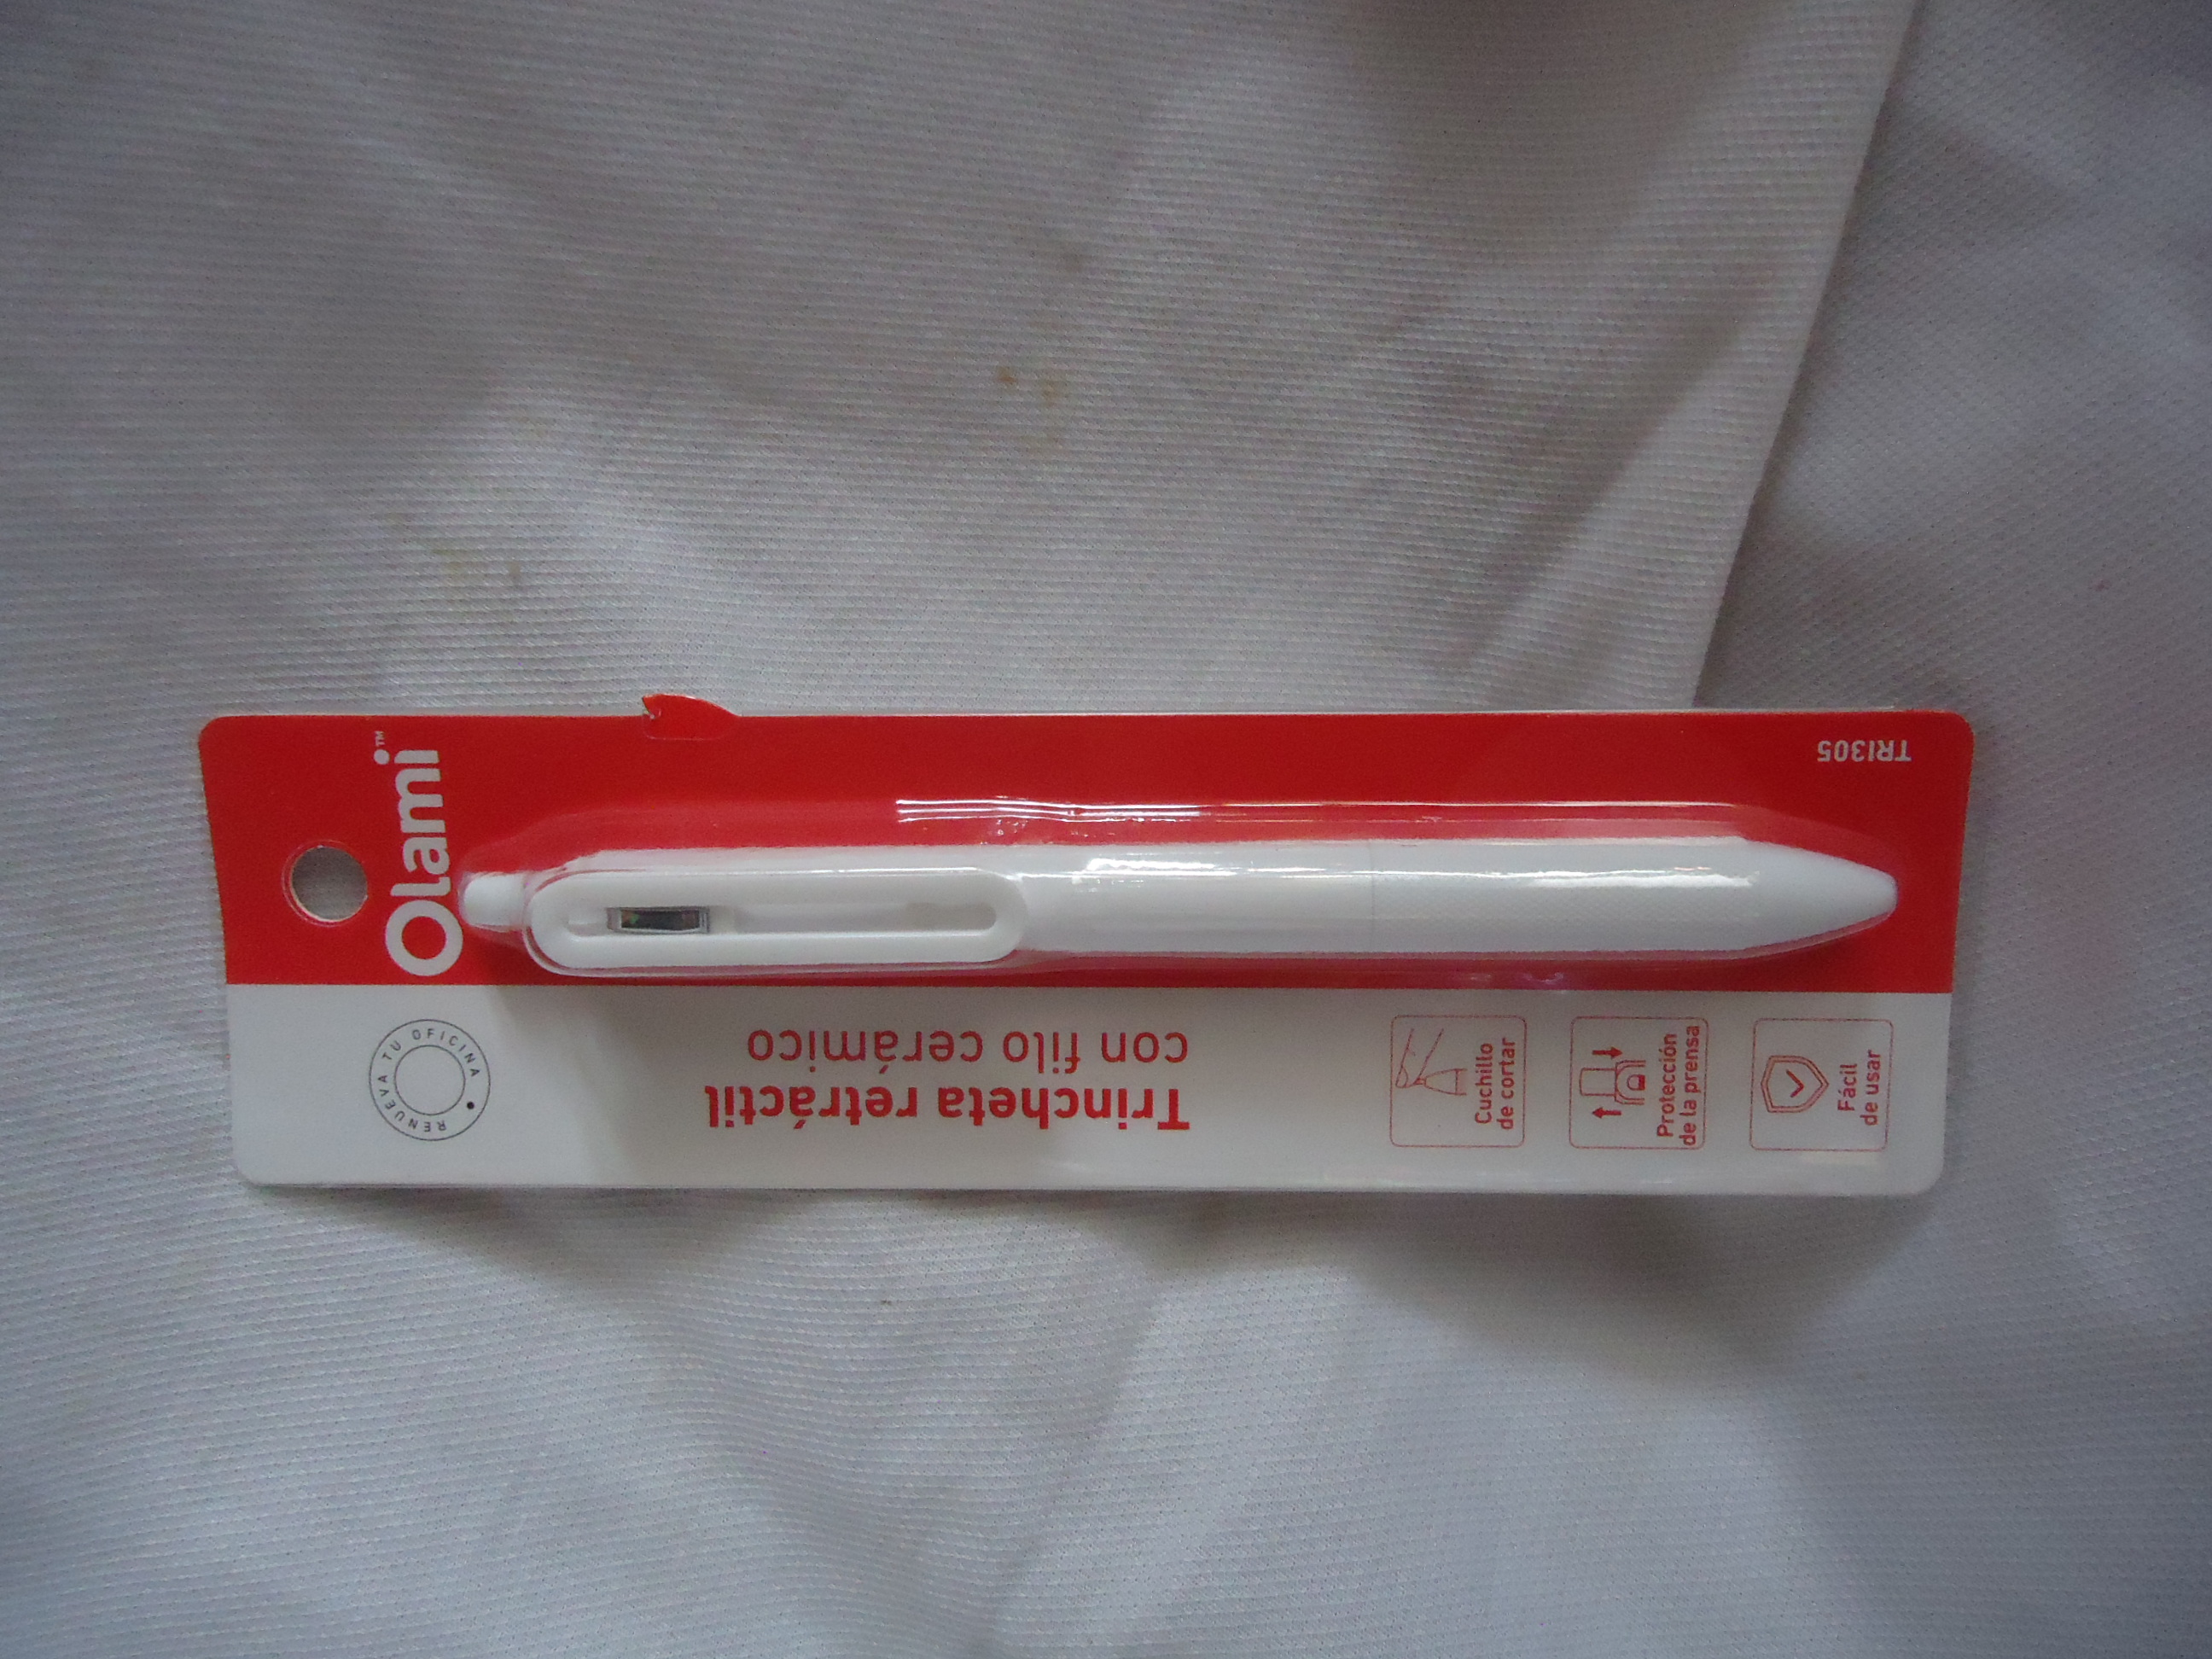 Olami™
TRI305
RENUEVA TU OFICINA
Trincheta retráctil
con filo cerámico
Cuchillo
de cortar
Protección
de la prensa
Fácil
de usar